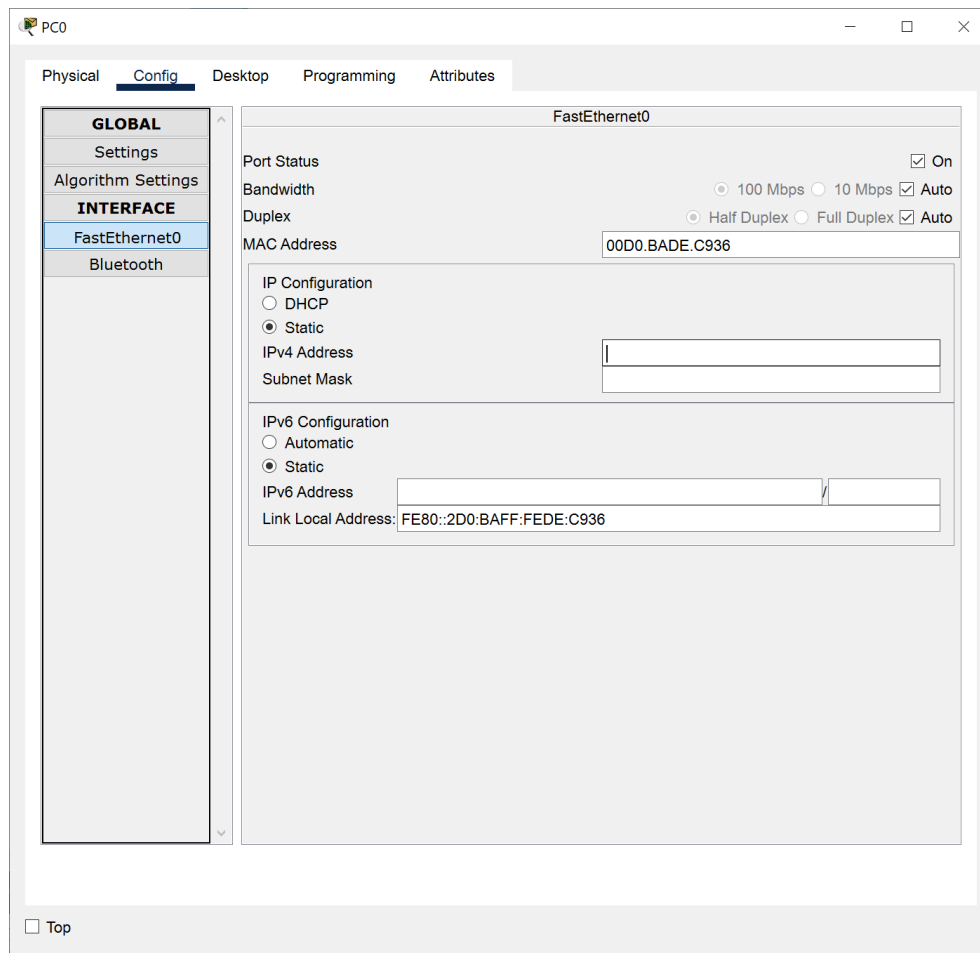 PC0
Physical Config Desktop Programming Attributes
GLOBAL
Settings
Algorithm Settings
INTERFACE
FastEthernet0
Bluetooth
FastEthernet0
Port Status On
Bandwidth 100 Mbps 10 Mbps Auto
Duplex Half Duplex Full Duplex Auto
MAC Address 00D0.BADE.C936
IP Configuration
DHCP
Static
IPv4 Address
Subnet Mask
IPv6 Configuration
Automatic
Static
IPv6 Address /
Link Local Address: FE80::2D0:BAFF:FEDE:C936
Top